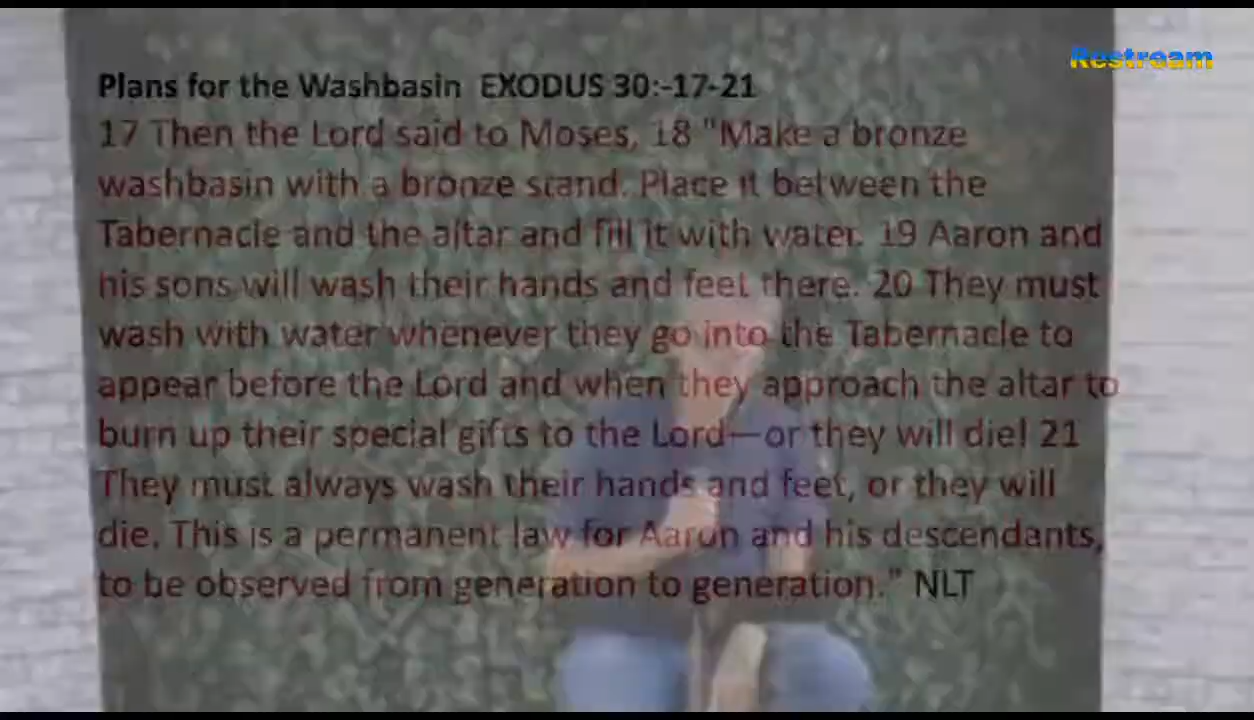 Restream
Plans for the Washbasin EXODUS 30:-17-21
17 Then the Lord said to Moses, 18 "Make a bronze
washbasin with a bronze stand. Place it between the
Tabernacle and the altar and fill it with water. 19 Aaron and
his sons will wash their hands and feet there. 20 They must
wash with water whenever they go into the Tabernacle to
appear before the Lord and when they approach the altar to
burn up their special gifts to the Lord—or they will die! 21
They must always wash their hands and feet, or they will
die. This is a permanent law for Aaron and his descendants,
to be observed from generation to generation." NLT